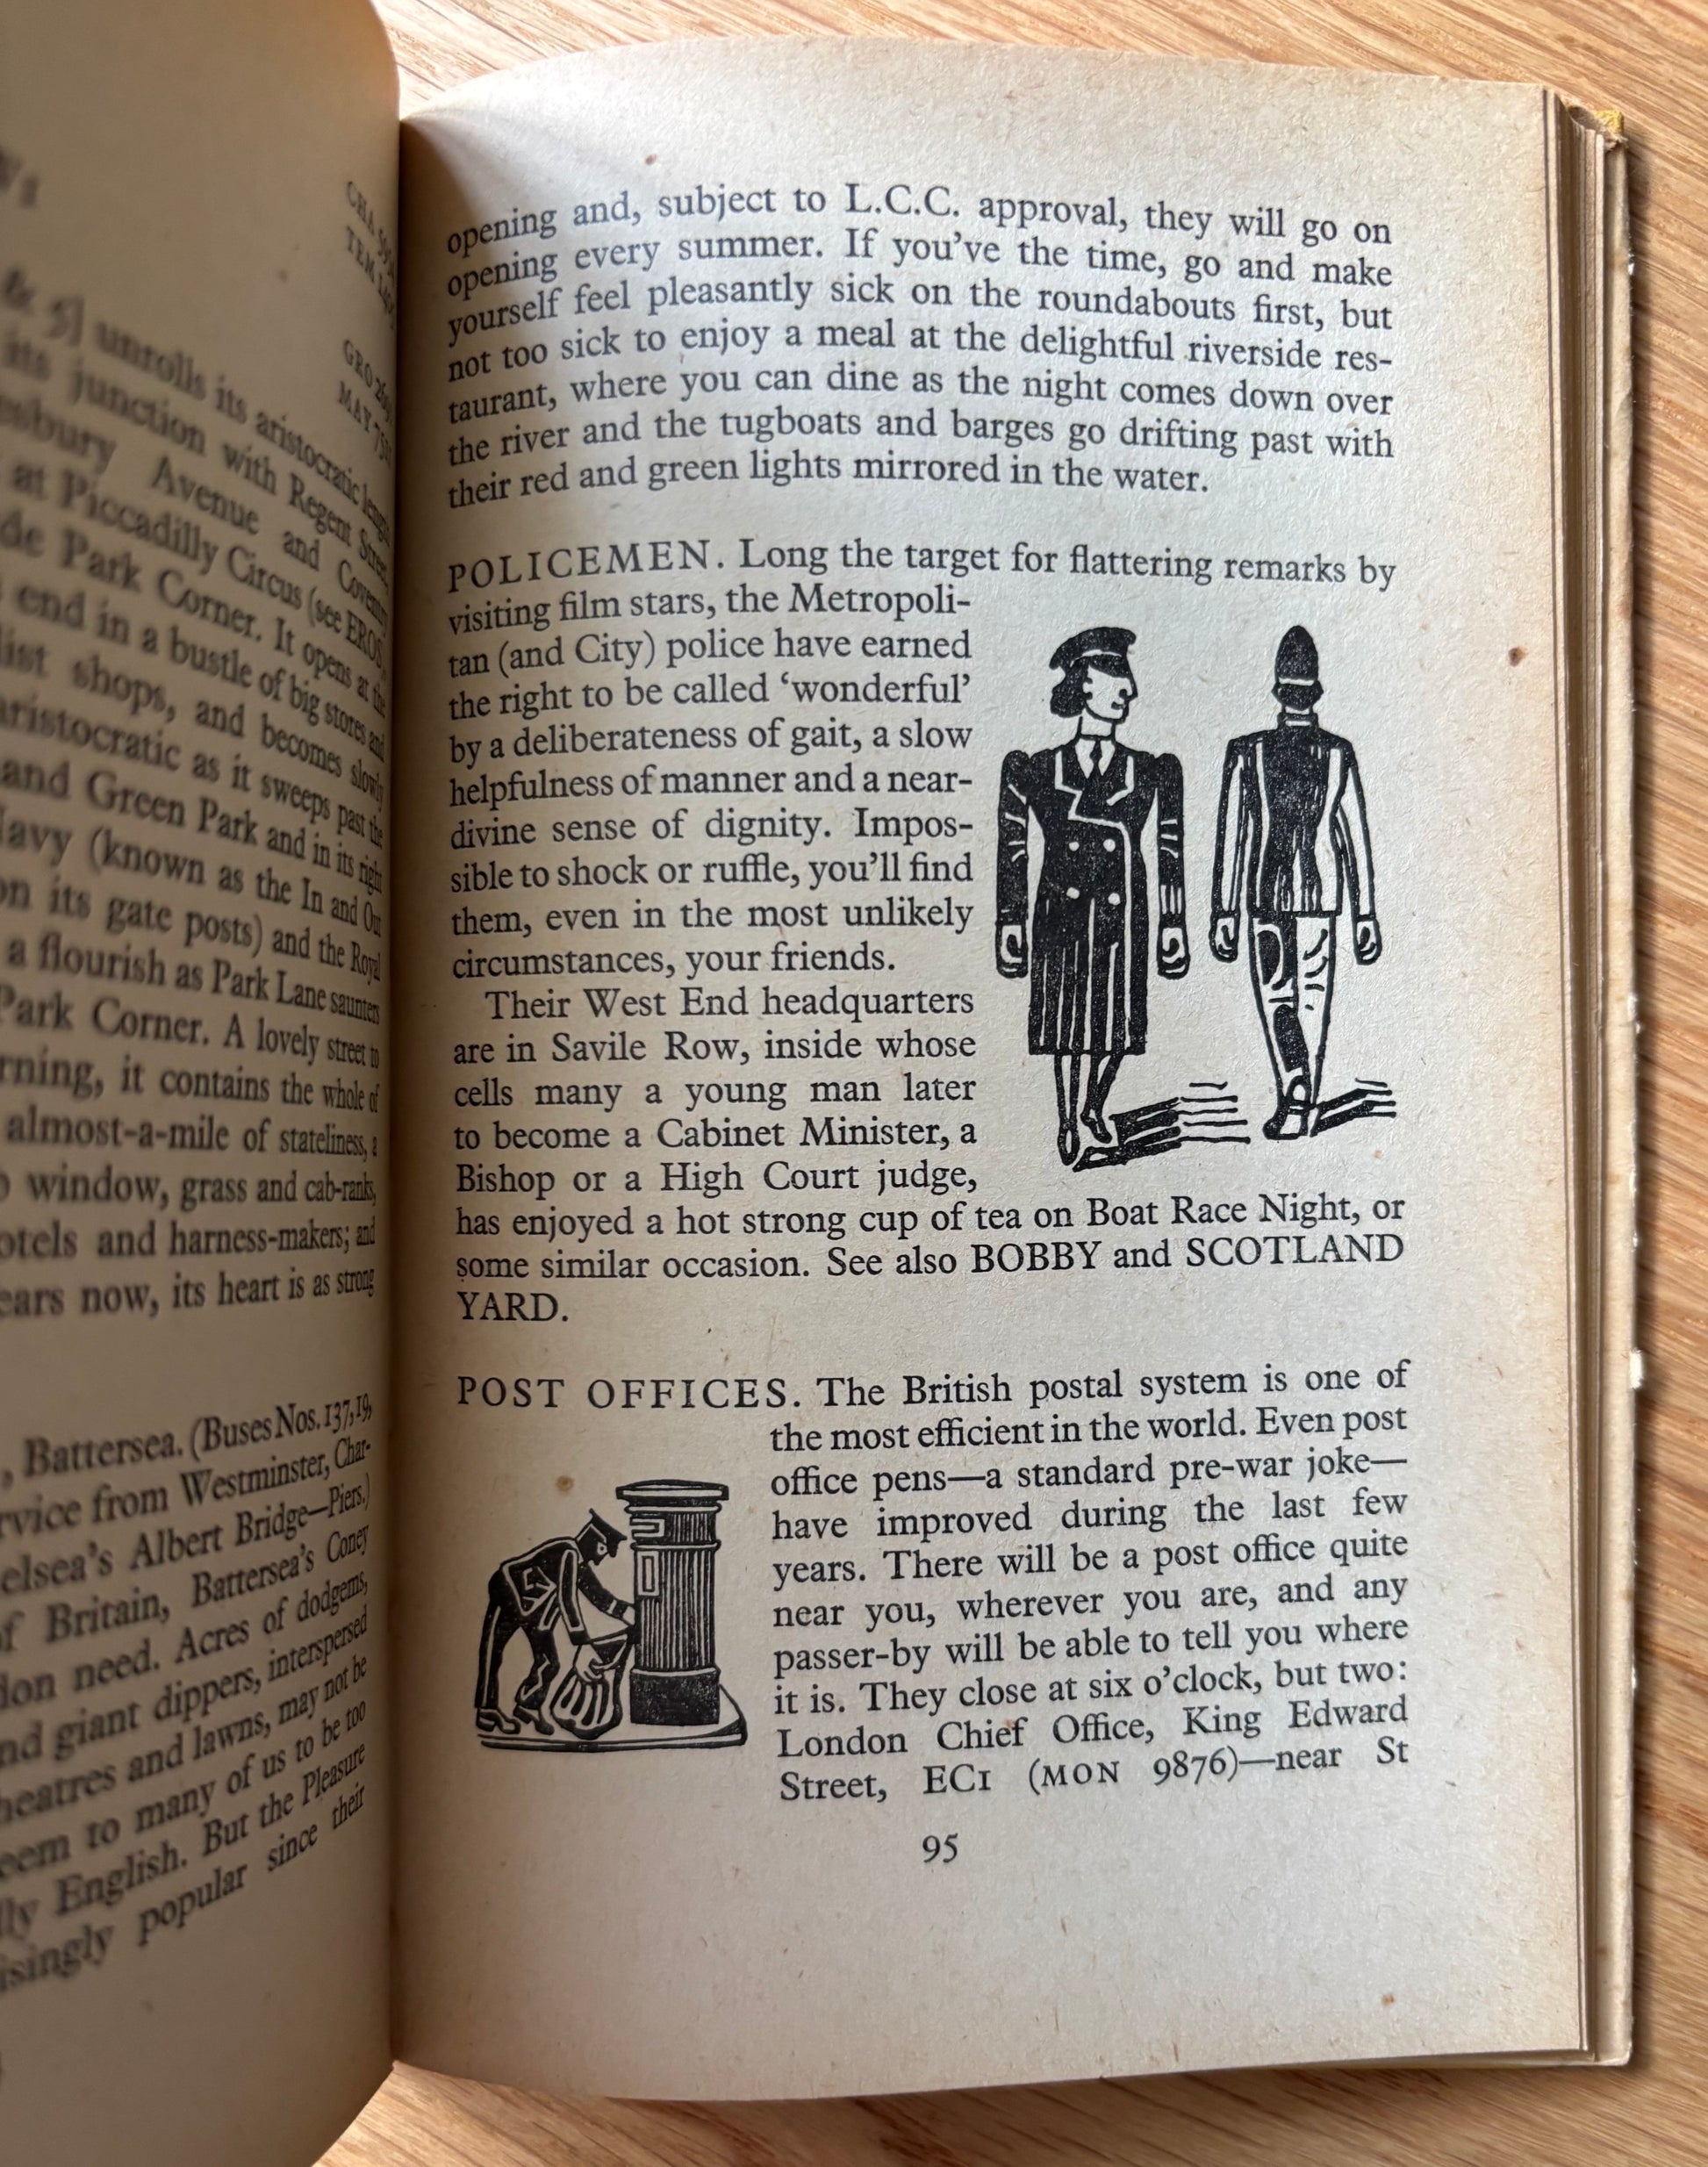 & 5] unrolls its aristocratic length
its junction with Regent Street,
Avenue and Coventry
at Piccadilly Circus (see EROS),
Park Corner. It opens at the
end in a bustle of big stores and
shops, and becomes slowly
aristocratic as it sweeps past the
and Green Park and in its right
(known as the In and Out
on its gate posts) and the Royal
a flourish as Park Lane saunters
Park Corner. A lovely street to
it contains the whole of
almost-a-mile of stateliness, a
window, grass and cab-ranks,
and harness-makers; and
now, its heart is as strong
Battersea. (Buses Nos. 137, 19,
from Westminster, Char-
Albert Bridge—Piers.)
Britain, Battersea's Coney
need. Acres of dodgems,
giant dippers, interspersed
and lawns, may not be
to many of us to be too
English. But the Pleasure
popular since their
opening and, subject to L.C.C. approval, they will go on
opening every summer. If you've the time, go and make
yourself feel pleasantly sick on the roundabouts first, but
not too sick to enjoy a meal at the delightful riverside res-
taurant, where you can dine as the night comes down over
the river and the tugboats and barges go drifting past with
their red and green lights mirrored in the water.
POLICEMEN. Long the target for flattering remarks by
visiting film stars, the Metropoli-
tan (and City) police have earned
the right to be called ‘wonderful’
by a deliberateness of gait, a slow
helpfulness of manner and a near-
divine sense of dignity. Impos-
sible to shock or ruffle, you'll find
them, even in the most unlikely
circumstances, your friends.
Their West End headquarters
are in Savile Row, inside whose
cells many a young man later
to become a Cabinet Minister, a
Bishop or a High Court judge,
has enjoyed a hot strong cup of tea on Boat Race Night, or
some similar occasion. See also BOBBY and SCOTLAND
YARD.
POST OFFICES. The British postal system is one of
the most efficient in the world. Even post
office pens—a standard pre-war joke—
have improved during the last few
years. There will be a post office quite
near you, wherever you are, and any
passer-by will be able to tell you where
it is. They close at six o'clock, but two:
London Chief Office, King Edward
Street, EC1 (MON 9876)—near St
95